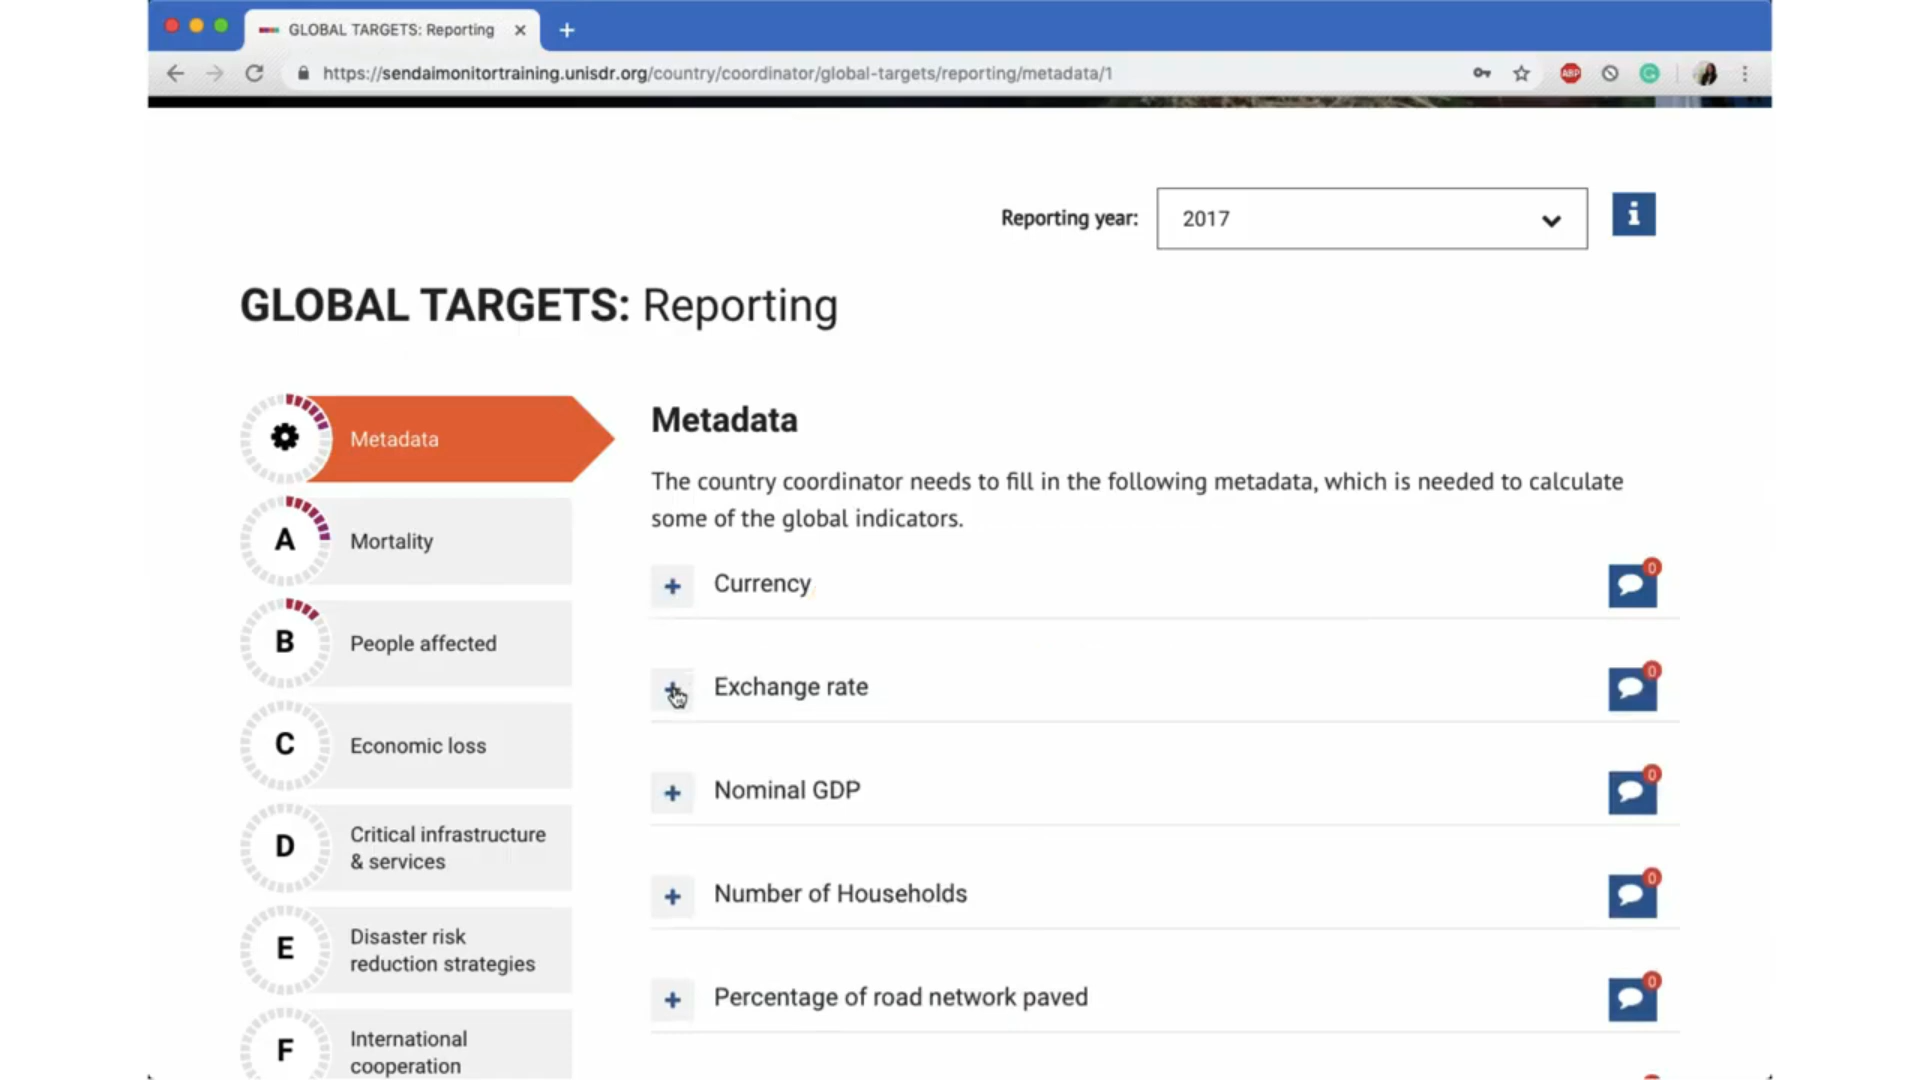 GLOBAL TARGETS: Reporting
https://sendaimonitortraining.unisdr.org/country/coordinator/global-targets/reporting/metadata/1
ABP
Reporting year:
2017
i
GLOBAL TARGETS: Reporting
Metadata
A
Mortality
B
People affected
C
Economic loss
D
Critical infrastructure
& services
E
Disaster risk
reduction strategies
F
International
cooperation
Metadata
The country coordinator needs to fill in the following metadata, which is needed to calculate
some of the global indicators.
+ Currency 0
+ Exchange rate 0
+ Nominal GDP 0
+ Number of Households 0
+ Percentage of road network paved 0